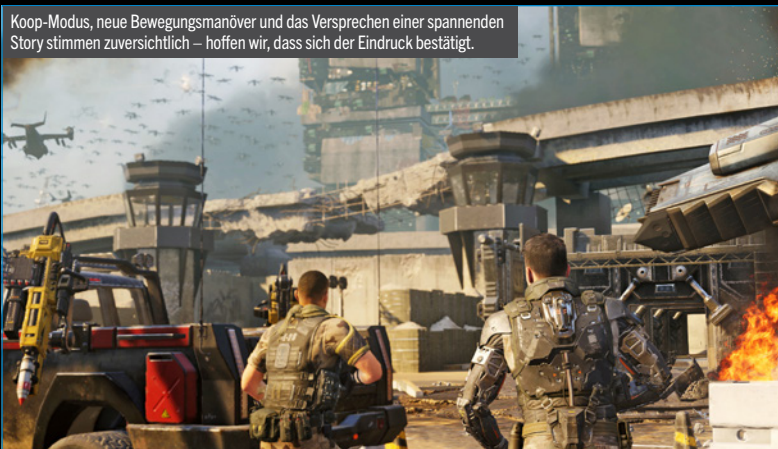 Koop-Modus, neue Bewegungsmanöver und das Versprechen einer spannenden
Story stimmen zuversichtlich – hoffen wir, dass sich der Eindruck bestätigt.